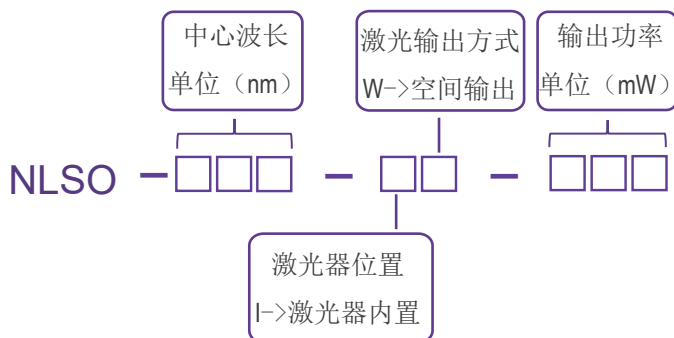 中心波长
单位（nm）
激光输出方式
W->空间输出
输出功率
单位（mW）
NLSO -□□□ - □□ - □□□
激光器位置
I->激光器内置